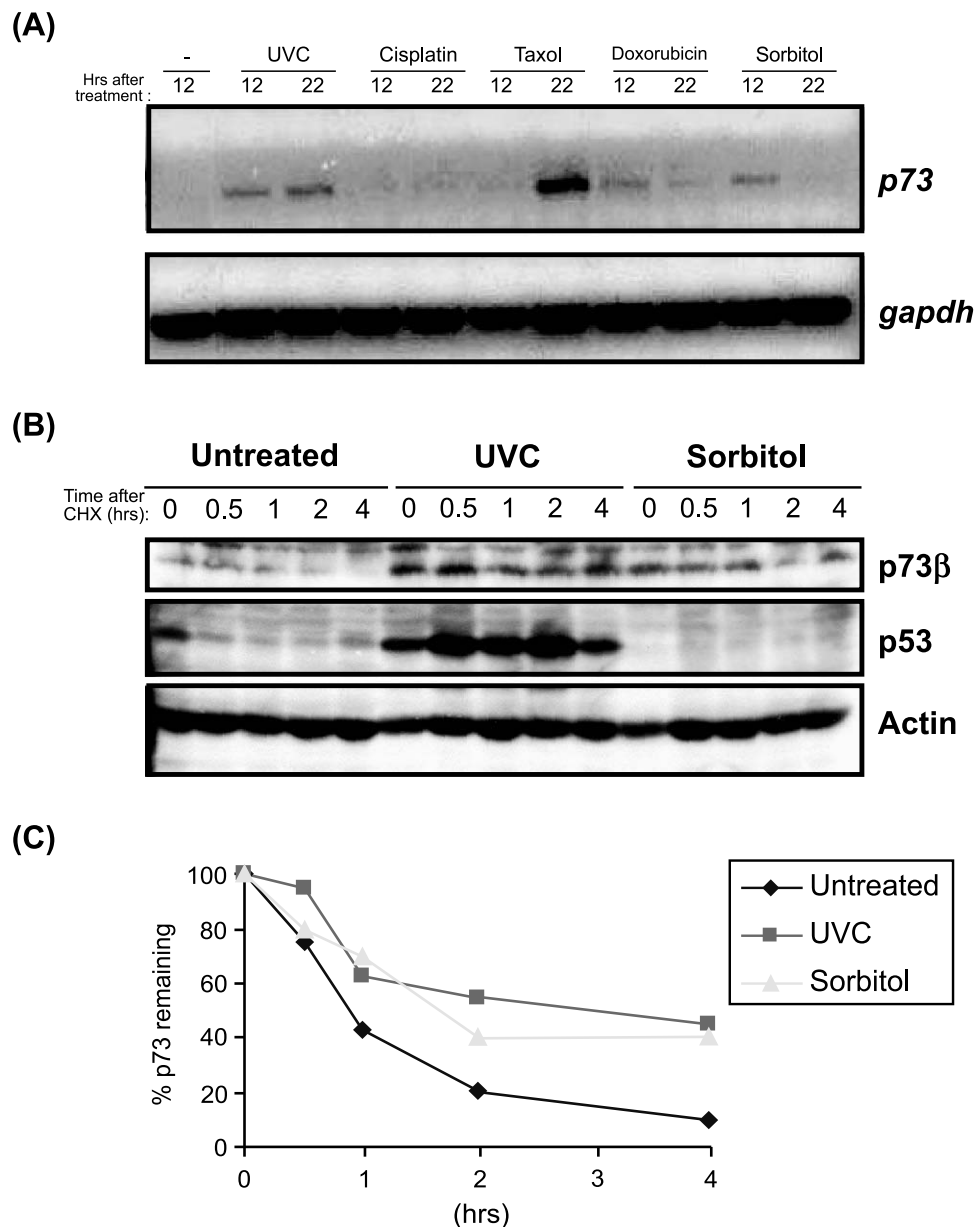 (A)
- UVC Cisplatin Taxol Doxorubicin Sorbitol
Hrs after treatment : 12 12 22 12 22 12 22 12 22 12 22
p73
gapdh
(B)
Untreated UVC Sorbitol
Time after CHX (hrs): 0 0.5 1 2 4 0 0.5 1 2 4 0 0.5 1 2 4
p73β
p53
Actin
(C)
% p73 remaining
100
80
60
40
20
0
0 1 2 3 4
(hrs)
Untreated
UVC
Sorbitol